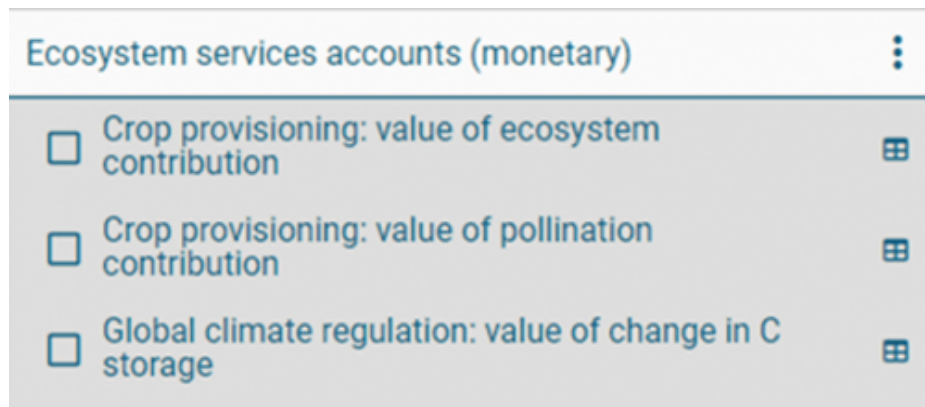 Ecosystem services accounts (monetary)
Crop provisioning: value of ecosystem
contribution
Crop provisioning: value of pollination
contribution
Global climate regulation: value of change in C
storage